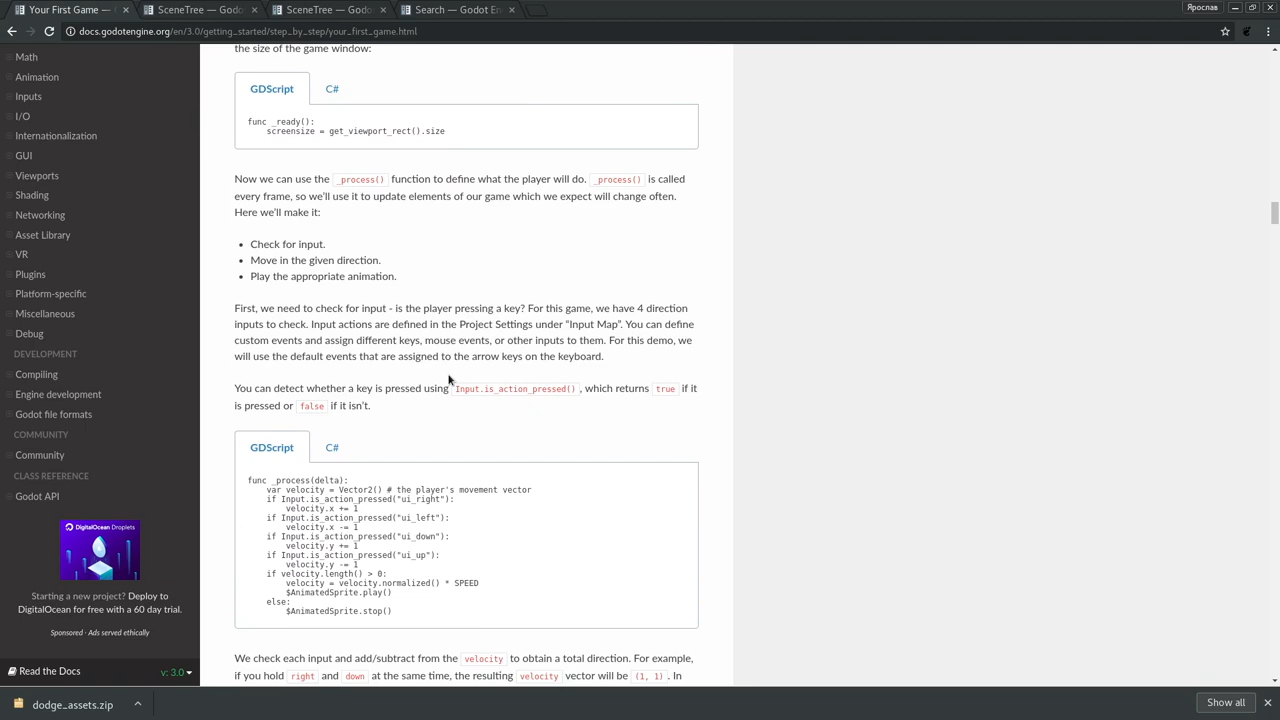 Your First Game —
SceneTree — Godo
SceneTree — Godo
Search — Godot En
Ярослав
docs.godotengine.org/en/3.0/getting_started/step_by_step/your_first_game.html
Math
Animation
Inputs
I/O
Internationalization
GUI
Viewports
Shading
Networking
Asset Library
VR
Plugins
Platform-specific
Miscellaneous
Debug
DEVELOPMENT
Compiling
Engine development
Godot file formats
COMMUNITY
Community
CLASS REFERENCE
Godot API
DigitalOcean Droplets
Starting a new project? Deploy to
DigitalOcean for free with a 60 day trial.
Sponsored · Ads served ethically
Read the Docs
v: 3.0
the size of the game window:
GDScript
C#
func _ready():
    screensize = get_viewport_rect().size
Now we can use the _process() function to define what the player will do. _process() is called
every frame, so we'll use it to update elements of our game which we expect will change often.
Here we'll make it:
• Check for input.
• Move in the given direction.
• Play the appropriate animation.
First, we need to check for input - is the player pressing a key? For this game, we have 4 direction
inputs to check. Input actions are defined in the Project Settings under “Input Map”. You can define
custom events and assign different keys, mouse events, or other inputs to them. For this demo, we
will use the default events that are assigned to the arrow keys on the keyboard.
You can detect whether a key is pressed using Input.is_action_pressed(), which returns true if it
is pressed or false if it isn't.
GDScript
C#
func _process(delta):
    var velocity = Vector2() # the player's movement vector
    if Input.is_action_pressed("ui_right"):
        velocity.x += 1
    if Input.is_action_pressed("ui_left"):
        velocity.x -= 1
    if Input.is_action_pressed("ui_down"):
        velocity.y += 1
    if Input.is_action_pressed("ui_up"):
        velocity.y -= 1
    if velocity.length() > 0:
        velocity = velocity.normalized() * SPEED
        $AnimatedSprite.play()
    else:
        $AnimatedSprite.stop()
We check each input and add/subtract from the velocity to obtain a total direction. For example,
if you hold right and down at the same time, the resulting velocity vector will be (1, 1). In
dodge_assets.zip
Show all